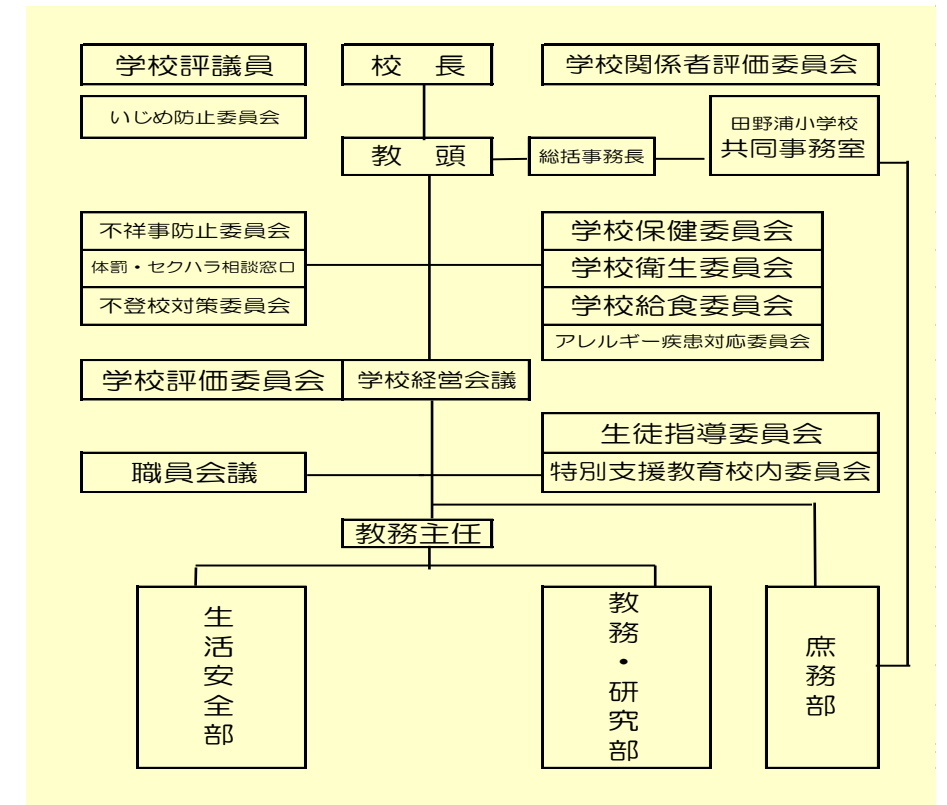 学校評議員
校　長
学校関係者評価委員会
いじめ防止委員会
田野浦小学校
共同事務室
教　頭
総括事務長
不祥事防止委員会
体罰・セクハラ相談窓口
不登校対策委員会
学校保健委員会
学校衛生委員会
学校給食委員会
アレルギー疾患対応委員会
学校評価委員会
学校経営会議
生徒指導委員会
職員会議
特別支援教育校内委員会
教務主任
生活安全部
教務・研究部
庶務部